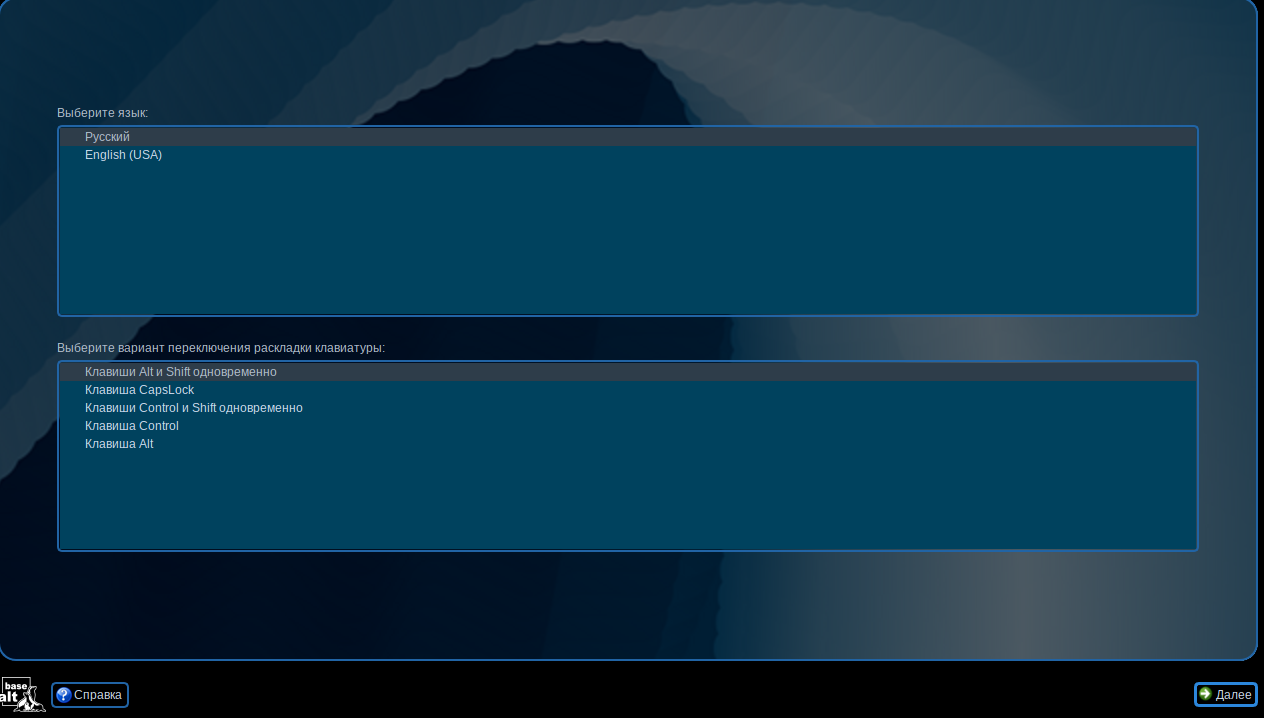 Выберите язык:
Русский
English (USA)
Выберите вариант переключения раскладки клавиатуры:
Клавиши Alt и Shift одновременно
Клавиша CapsLock
Клавиши Control и Shift одновременно
Клавиша Control
Клавиша Alt
base
alt
Справка
Далее